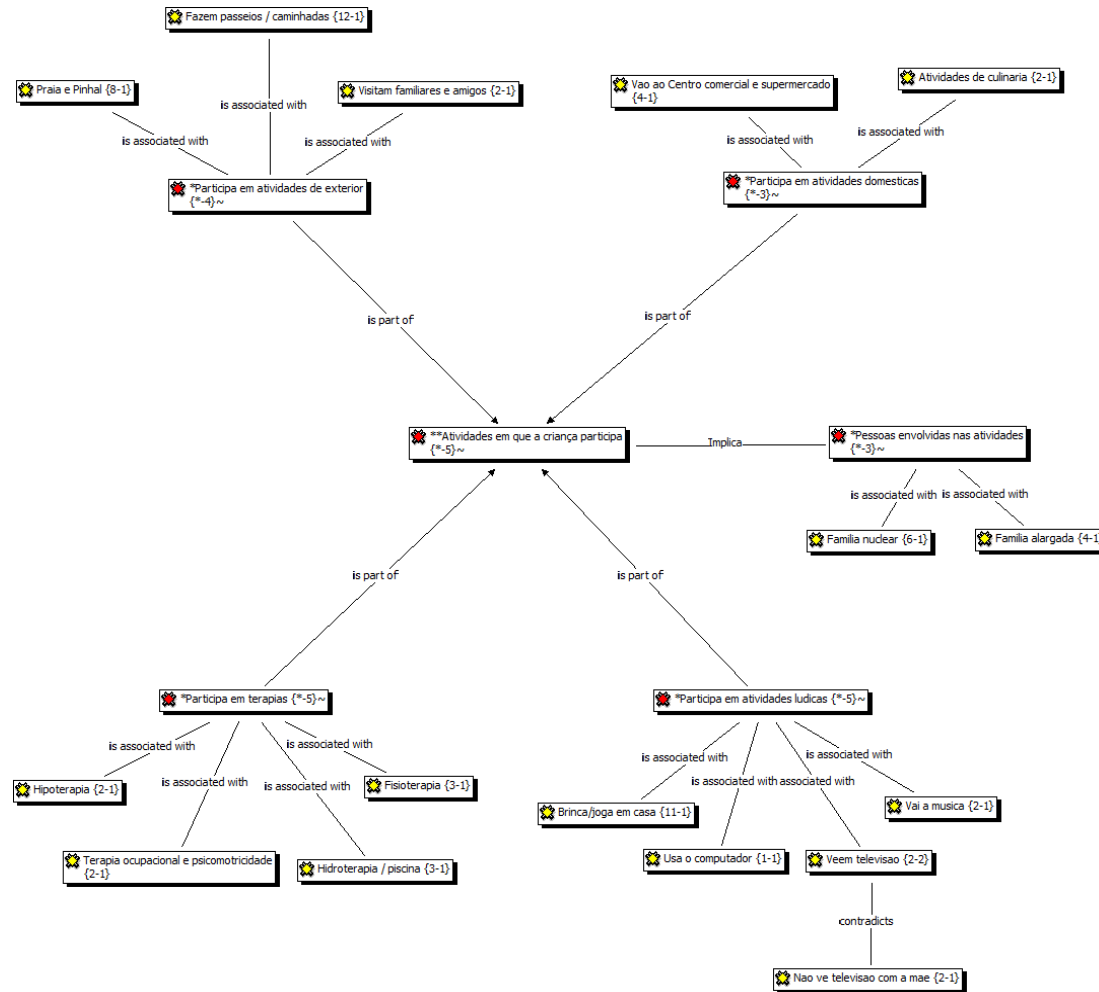 Fazem passeios / caminhadas {12-1}
Praia e Pinhal {8-1}
Visitam familiares e amigos {2-1}
is associated with
is associated with
is associated with
*Participa em atividades de exterior
{*-4}~
Vao ao Centro comercial e supermercado
{4-1}
Atividades de culinaria {2-1}
is associated with
is associated with
*Participa em atividades domesticas
{*-3}~
is part of
is part of
**Atividades em que a criança participa
{*-5}~
Implica
*Pessoas envolvidas nas atividades
{*-3}~
is associated with
is associated with
Familia nuclear {6-1}
Familia alargada {4-1}
is part of
is part of
*Participa em terapias {*-5}~
is associated with
is associated with
is associated with
is associated with
Hipoterapia {2-1}
Fisioterapia {3-1}
Terapia ocupacional e psicomotricidade
{2-1}
Hidroterapia / piscina {3-1}
*Participa em atividades ludicas {*-5}~
is associated with
is associated with
is associated with
associated with
Brinca/joga em casa {11-1}
Vai a musica {2-1}
Usa o computador {1-1}
Veem televisao {2-2}
contradicts
Nao ve televisao com a mae {2-1}